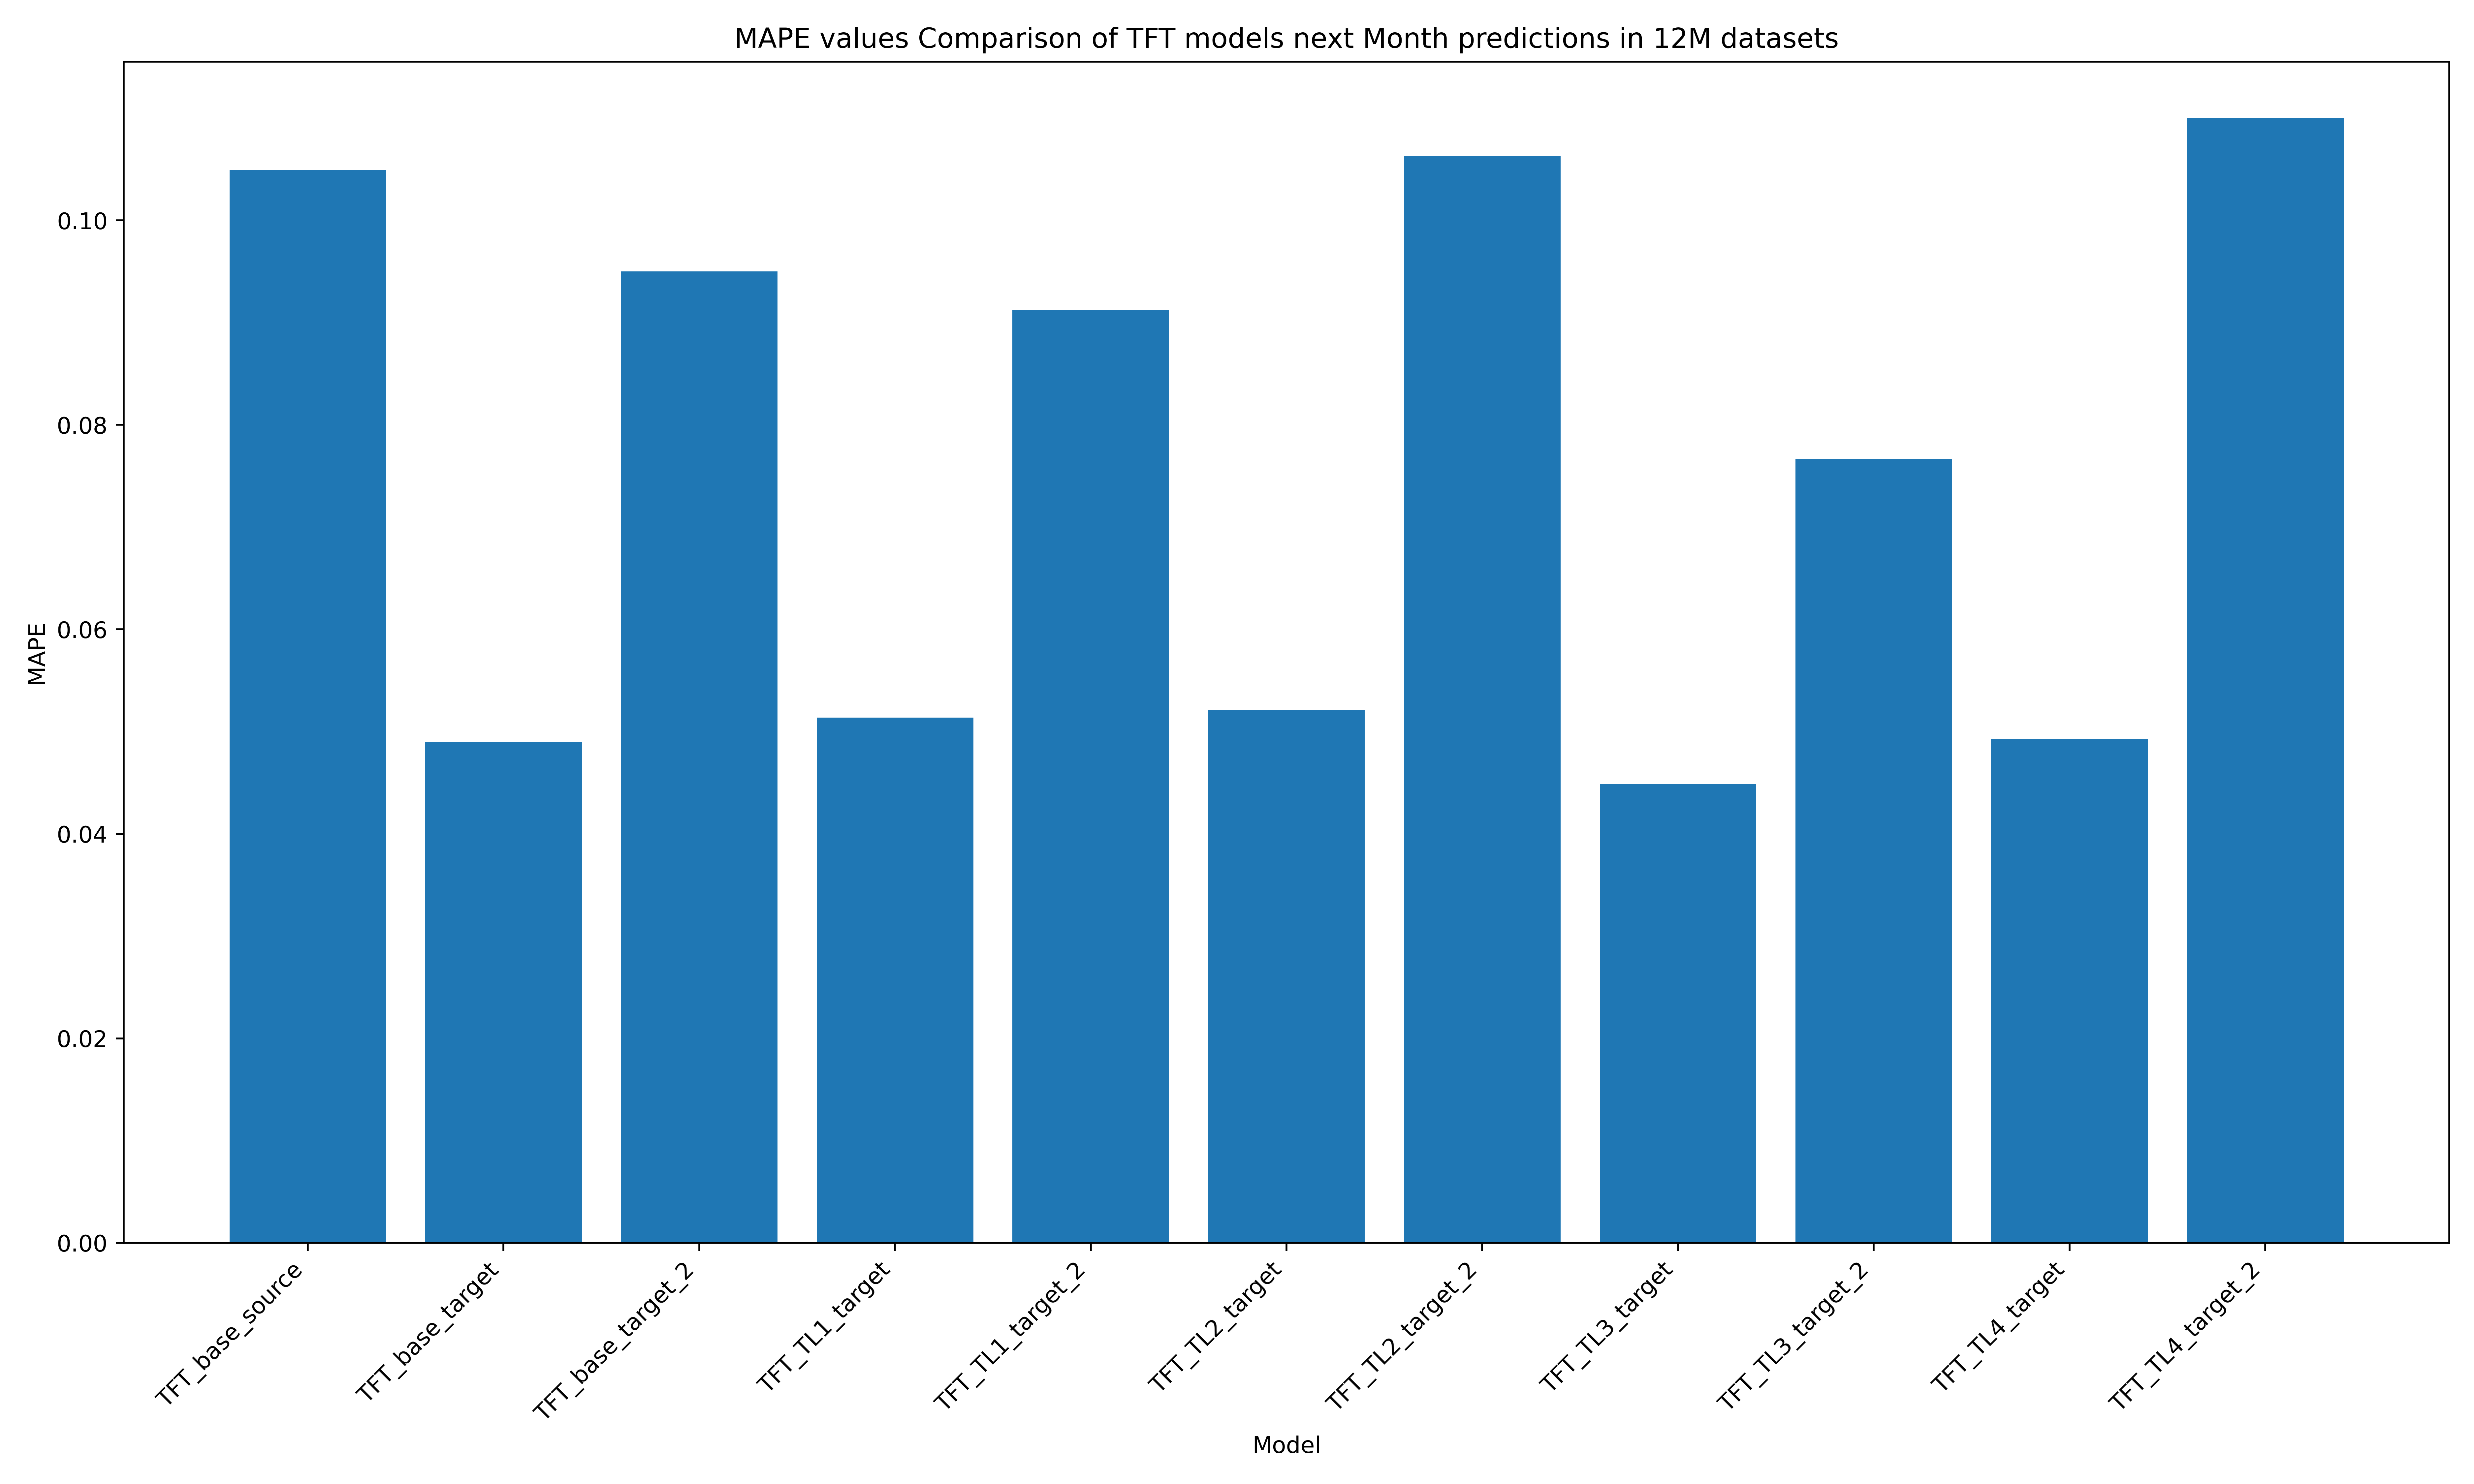 MAPE values Comparison of TFT models next Month predictions in 12M datasets
MAPE
0.10
0.08
0.06
0.04
0.02
0.00
TFT_base_source
TFT_base_target
TFT_base_target_2
TFT_TL1_target
TFT_TL1_target_2
TFT_TL2_target
TFT_TL2_target_2
TFT_TL3_target
TFT_TL3_target_2
TFT_TL4_target
TFT_TL4_target_2
Model